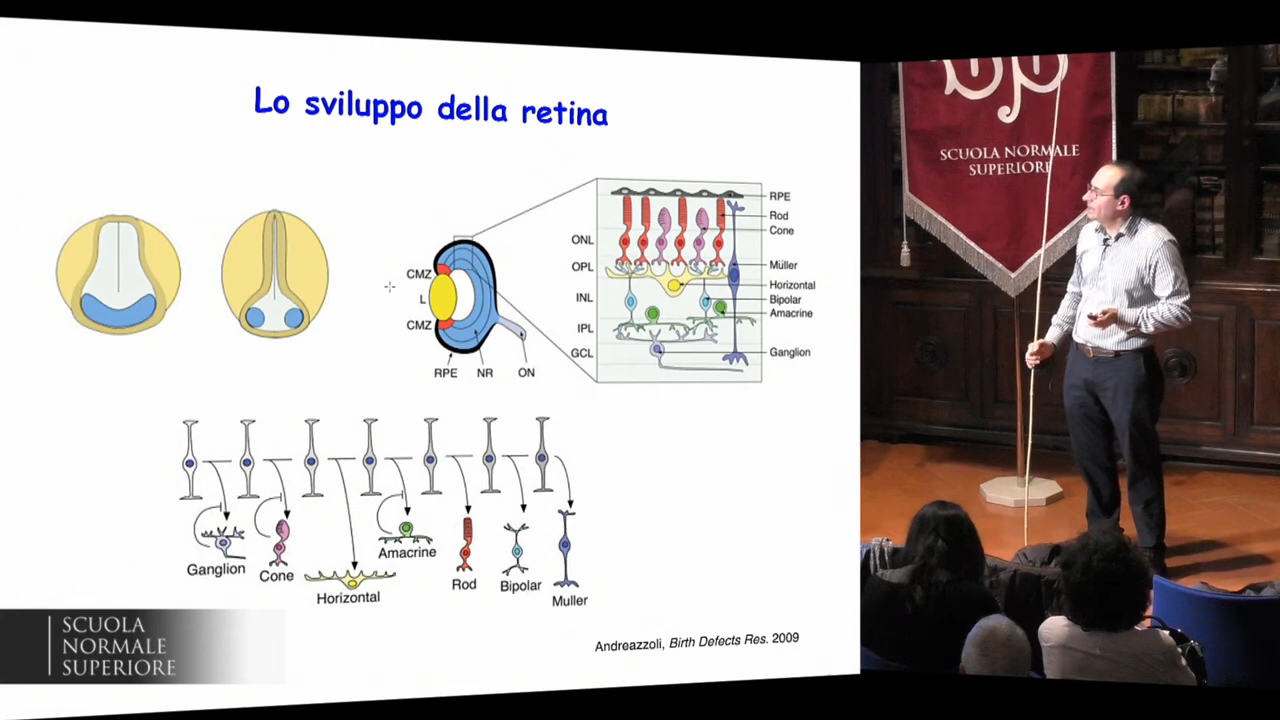 Lo sviluppo della retina
CMZ
L
CMZ
RPE
NR
ON
ONL
OPL
INL
IPL
GCL
RPE
Rod
Cone
Müller
Horizontal
Bipolar
Amacrine
Ganglion
Ganglion
Cone
Horizontal
Amacrine
Rod
Bipolar
Muller
Andreazzoli, Birth Defects Res. 2009
SCUOLA
NORMALE
SUPERIORE
SCUOLA NORMALE
SUPERIORE